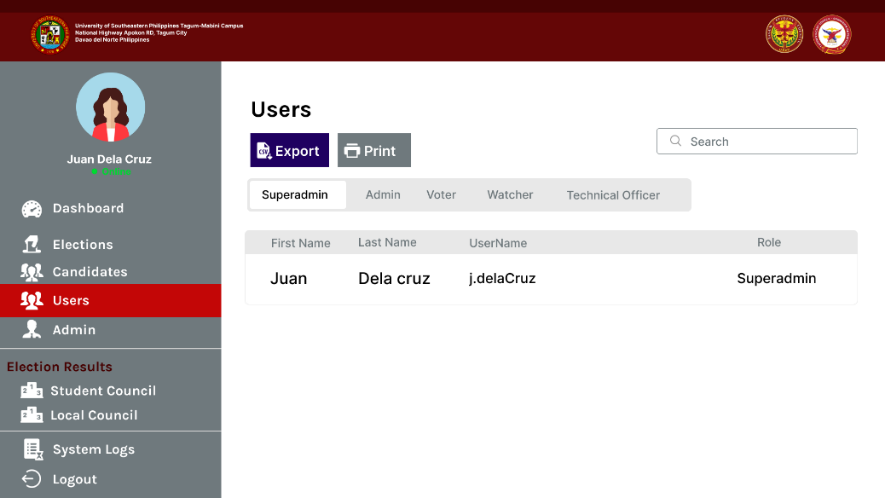 University of Southeastern Philippines Tagum-Mabini Campus
National Highway Apokon RD, Tagum City
Davao del Norte Philippines
Juan Dela Cruz
Online
Dashboard
Elections
Candidates
Users
Admin
Election Results
Student Council
Local Council
System Logs
Logout
Users
Export
Print
Search
Superadmin Admin Voter Watcher Technical Officer
First Name Last Name UserName Role
Juan Dela cruz j.delaCruz Superadmin